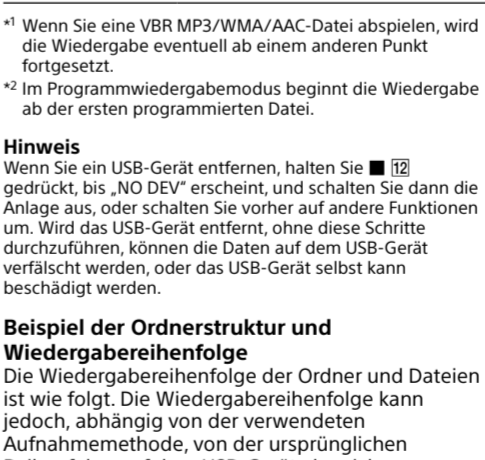 *1 Wenn Sie eine VBR MP3/WMA/AAC-Datei abspielen, wird
die Wiedergabe eventuell ab einem anderen Punkt
fortgesetzt.
*2 Im Programmwiedergabemodus beginnt die Wiedergabe
ab der ersten programmierten Datei.
Hinweis
Wenn Sie ein USB-Gerät entfernen, halten Sie ■ 12
gedrückt, bis „NO DEV“ erscheint, und schalten Sie dann die
Anlage aus, oder schalten Sie vorher auf andere Funktionen
um. Wird das USB-Gerät entfernt, ohne diese Schritte
durchzuführen, können die Daten auf dem USB-Gerät
verfälscht werden, oder das USB-Gerät selbst kann
beschädigt werden.
Beispiel der Ordnerstruktur und
Wiedergabereihenfolge
Die Wiedergabereihenfolge der Ordner und Dateien
ist wie folgt. Die Wiedergabereihenfolge kann
jedoch, abhängig von der verwendeten
Aufnahmemethode, von der ursprünglichen